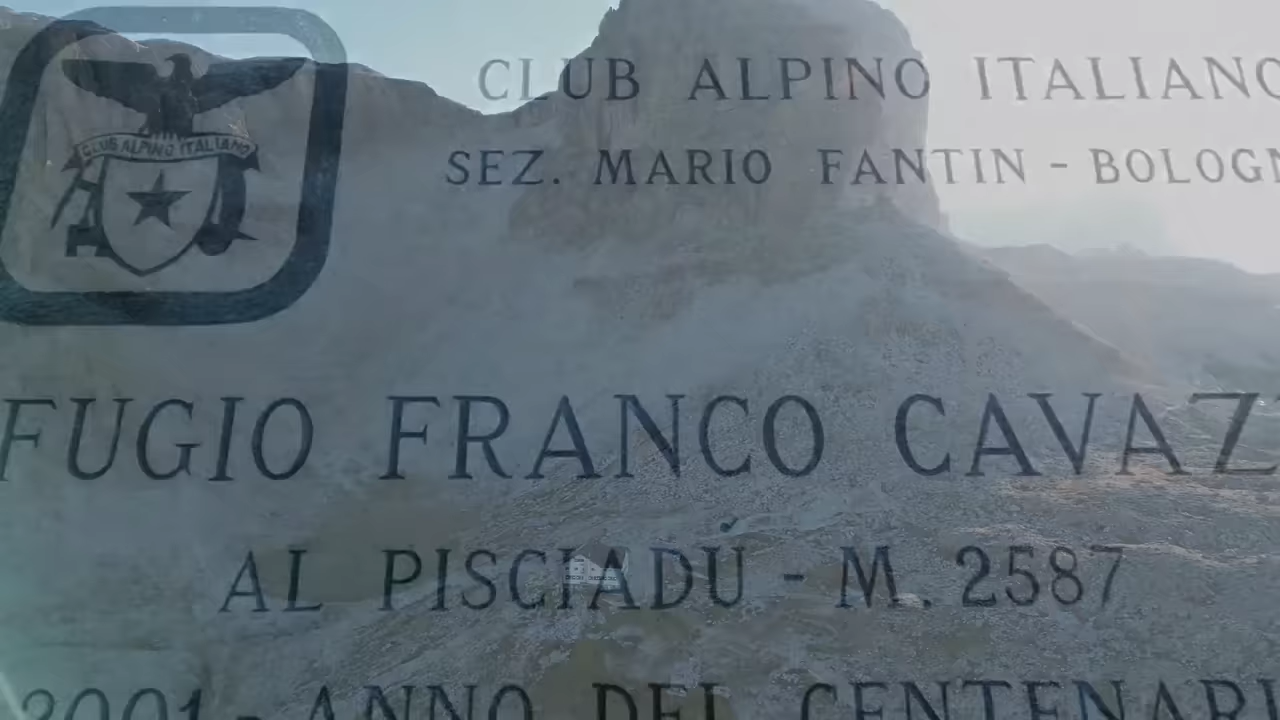 CLUB ALPINO ITALIANO
CLUB ALPINO ITALIANO
SEZ. MARIO FANTIN - BOLOGN
FUGIO FRANCO CAVAZ
AL PISCIADÚ - M. 2587
2001 - ANNO DEL CENTENARI